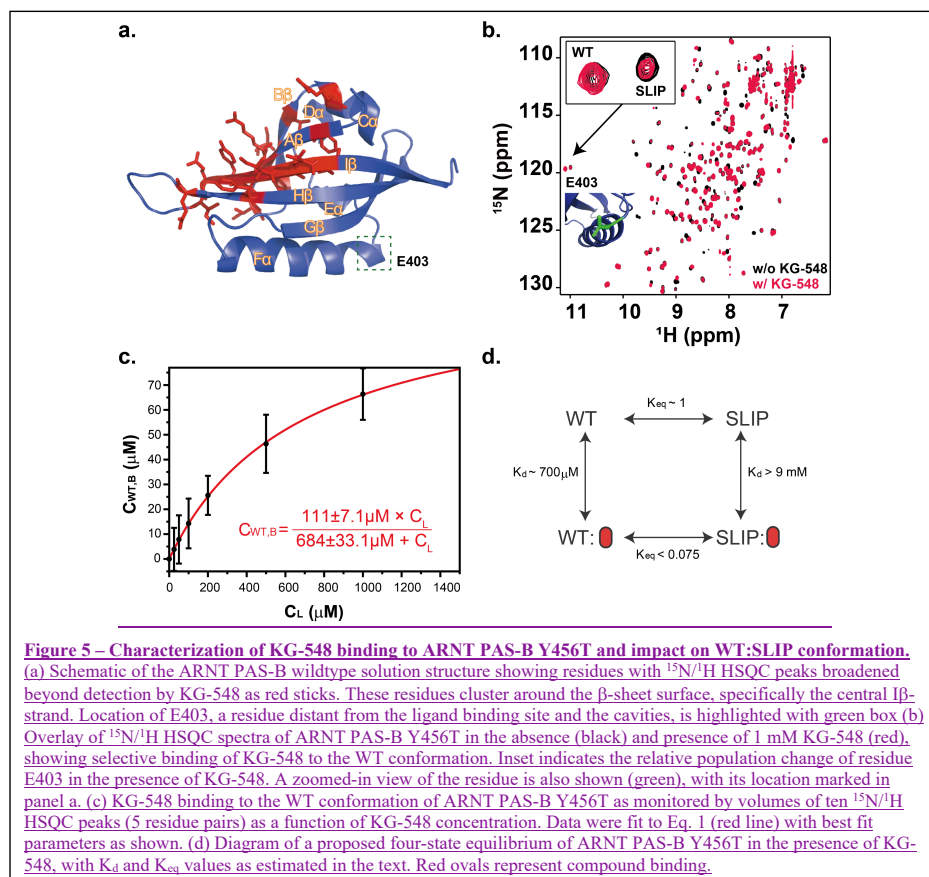 a.
Bβ
Dα
Cα
Aβ
Iβ
Hβ
Eα
Gβ
Fα
E403
b.
110
115
120
125
130
15N (ppm)
WT
SLIP
E403
w/o KG-548
w/ KG-548
11 10 9 8 7
¹H (ppm)
c.
70
60
50
40
30
20
10
0
CWT,B (μM)
CWT,B = 111±7.1μM × CL
684±33.1μM + CL
0 200 400 600 800 1000 1200 1400
CL (μM)
d.
WT Keq ~ 1 SLIP
Kd ~ 700μM Kd > 9 mM
WT: Keq < 0.075 SLIP:
Figure 5 – Characterization of KG-548 binding to ARNT PAS-B Y456T and impact on WT:SLIP conformation.
(a) Schematic of the ARNT PAS-B wildtype solution structure showing residues with ¹⁵N/¹H HSQC peaks broadened
beyond detection by KG-548 as red sticks. These residues cluster around the β-sheet surface, specifically the central Iβ-
strand. Location of E403, a residue distant from the ligand binding site and the cavities, is highlighted with green box (b)
Overlay of ¹⁵N/¹H HSQC spectra of ARNT PAS-B Y456T in the absence (black) and presence of 1 mM KG-548 (red),
showing selective binding of KG-548 to the WT conformation. Inset indicates the relative population change of residue
E403 in the presence of KG-548. A zoomed-in view of the residue is also shown (green), with its location marked in
panel a. (c) KG-548 binding to the WT conformation of ARNT PAS-B Y456T as monitored by volumes of ten ¹⁵N/¹H
HSQC peaks (5 residue pairs) as a function of KG-548 concentration. Data were fit to Eq. 1 (red line) with best fit
parameters as shown. (d) Diagram of a proposed four-state equilibrium of ARNT PAS-B Y456T in the presence of KG-
548, with Kd and Keq values as estimated in the text. Red ovals represent compound binding.